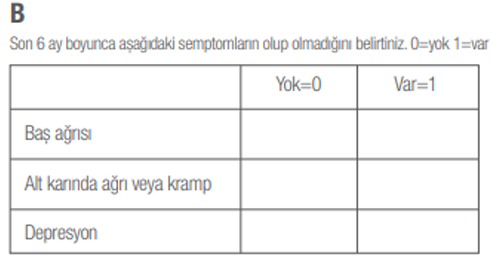 B
Son 6 ay boyunca aşağıdaki semptomların olup olmadığını belirtiniz. 0=yok 1=var
Yok=0 Var=1
Baş ağrısı
Alt karında ağrı veya kramp
Depresyon